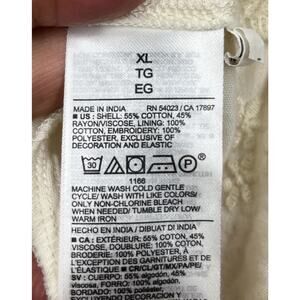 XL
TG
EG
MADE IN INDIA RN 54023 / CA 17897
■ US : SHELL: 55% COTTON, 45%
RAYON/VISCOSE, LINING: 100%
COTTON, EMBROIDERY: 100%
POLYESTER, EXCLUSIVE OF
DECORATION AND ELASTIC
30 P
1166
MACHINE WASH COLD GENTLE
CYCLE/ WASH WITH LIKE COLORS/
ONLY NON-CHLORINE BLEACH
WHEN NEEDED/ TUMBLE DRY LOW/
WARM IRON
HECHO EN INDIA / DIBUAT DI INDIA
■ CA : EXTÉRIEUR: 55% COTON, 45%
VISCOSE, DOUBLURE: 100% COTON,
BRODERIE: 100% POLYESTER, À
L'EXCEPTION DES GARNITURES ET DE
L'ÉLASTIQUE ■ CR/CL/GT/MX/PA/PE/
SV : CUERPO: 55% algodón, 45%
viscosa, FORRO: 100% algodón,
BORDADO: 100% poliéster,
EXCLUYENDO DECORACIÓN Y